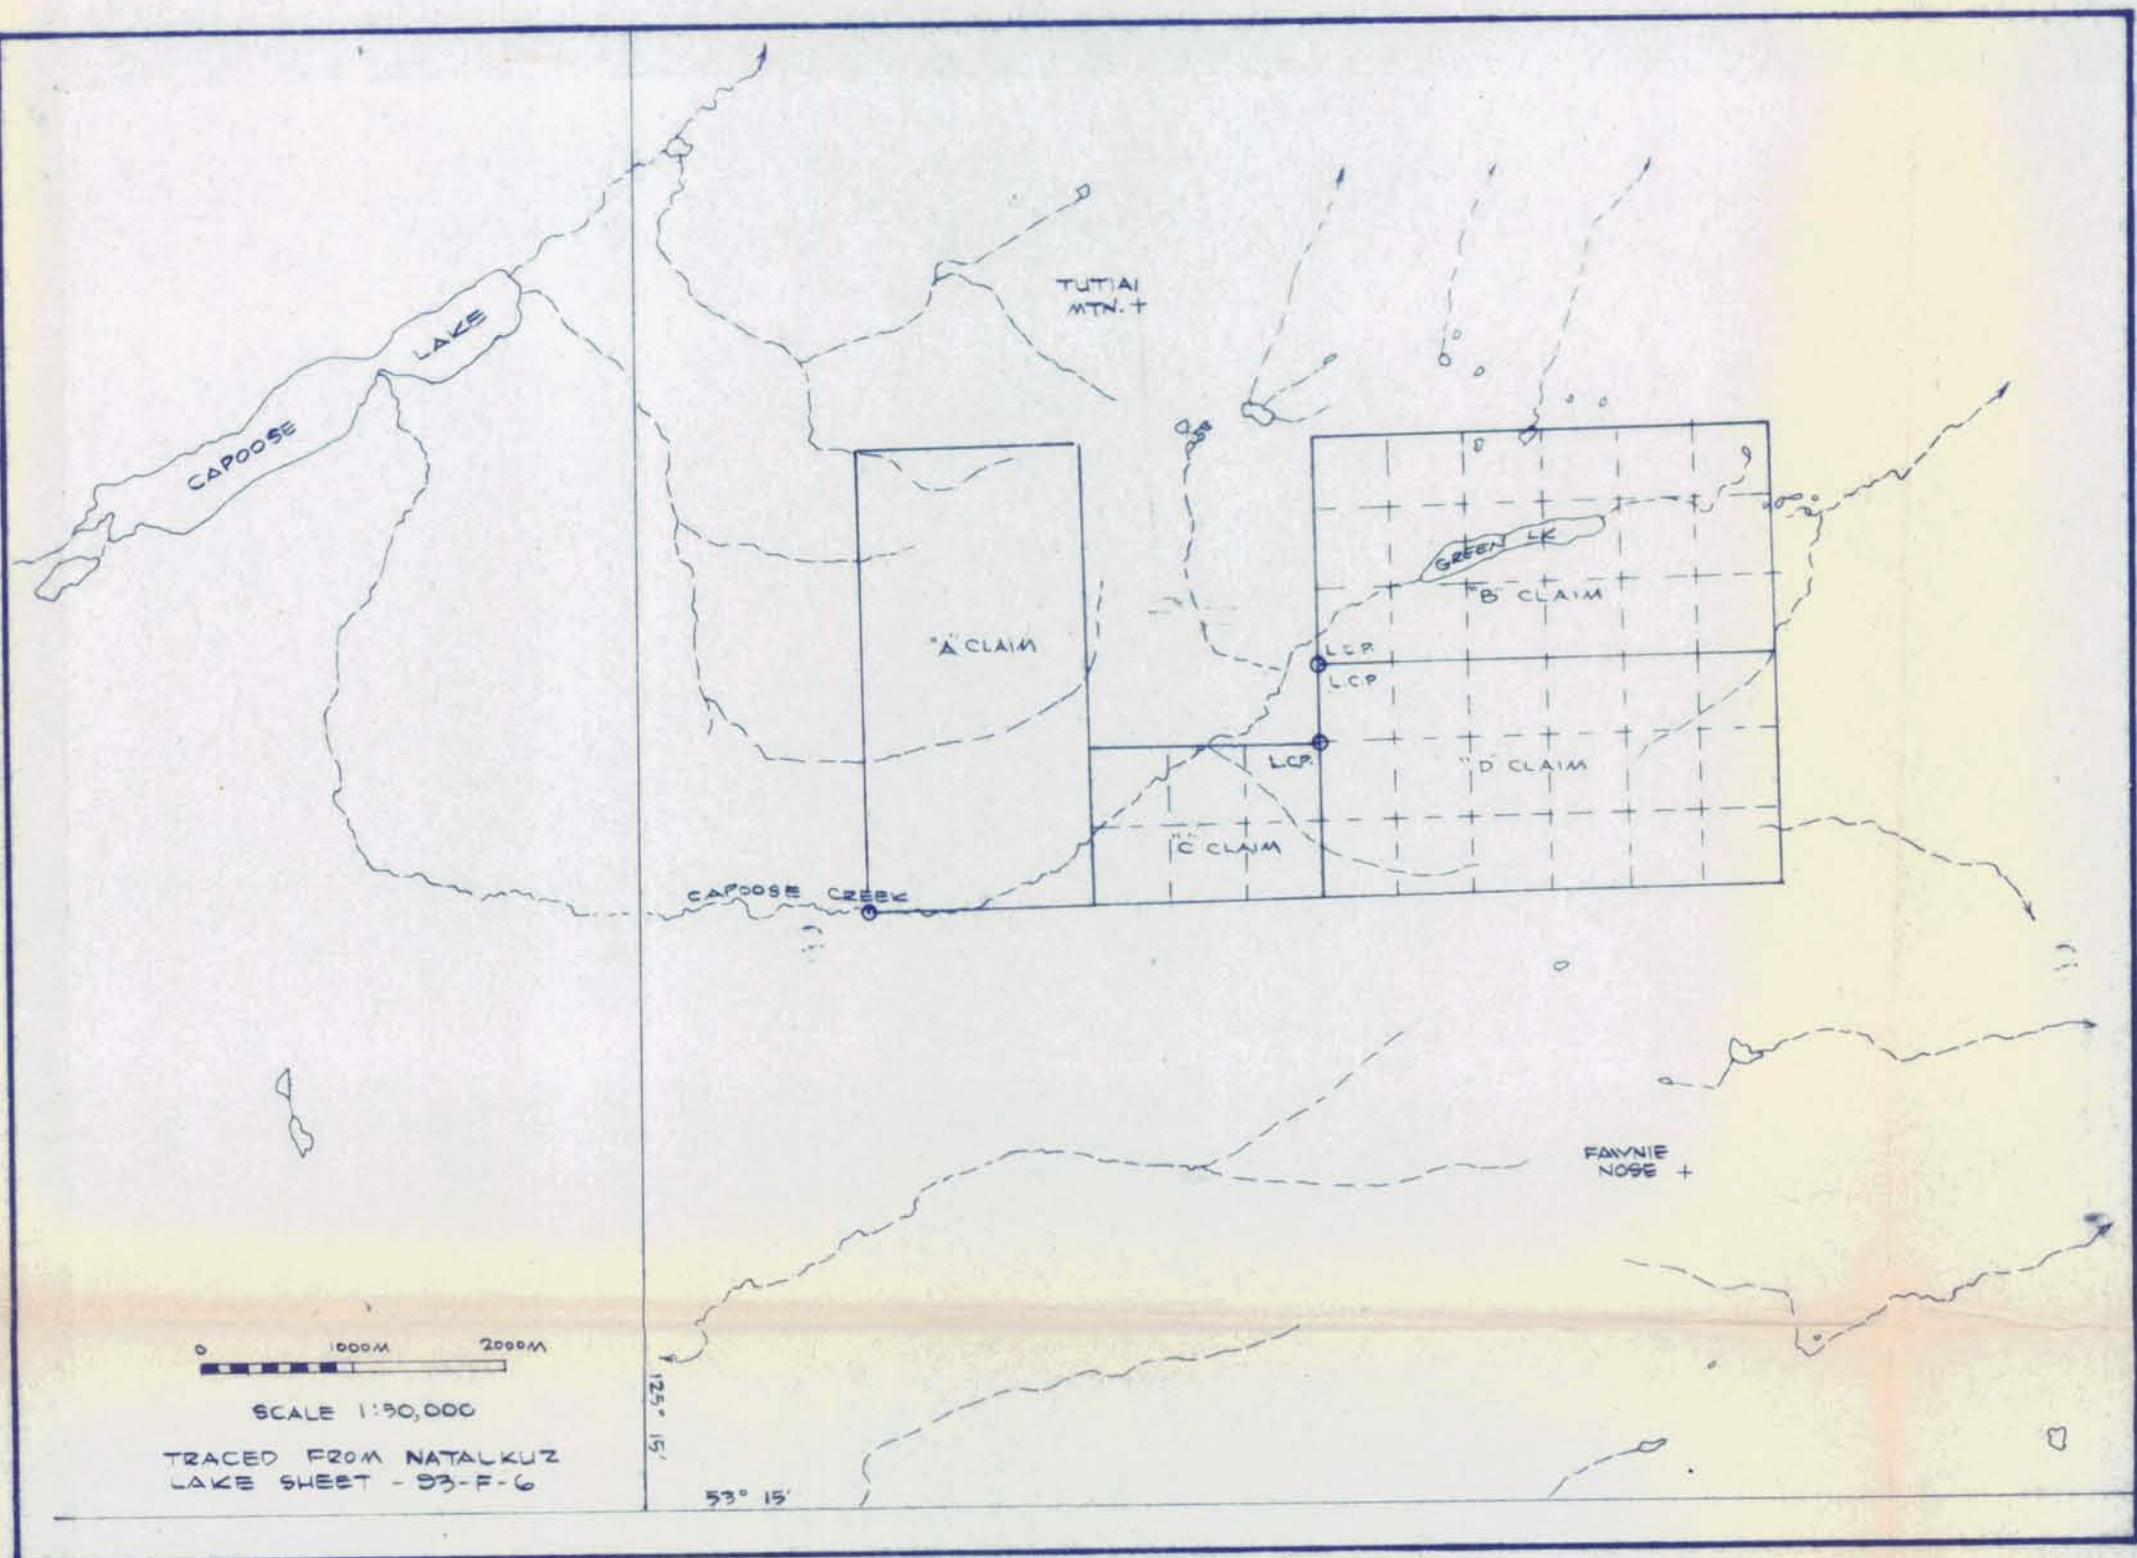 TUTIAI
MTN. +
LAKE
CAPOOSE
GREEN LK
"B" CLAIM
"A" CLAIM
L.C.P.
L.C.P
L.C.P.
"D" CLAIM
"C" CLAIM
CAPOOSE CREEK
FAWNIE
NOSE +
0 1000M 2000M
SCALE 1:50,000
TRACED FROM NATALKUZ
LAKE SHEET - 93-F-6
125° 15'
53° 15'